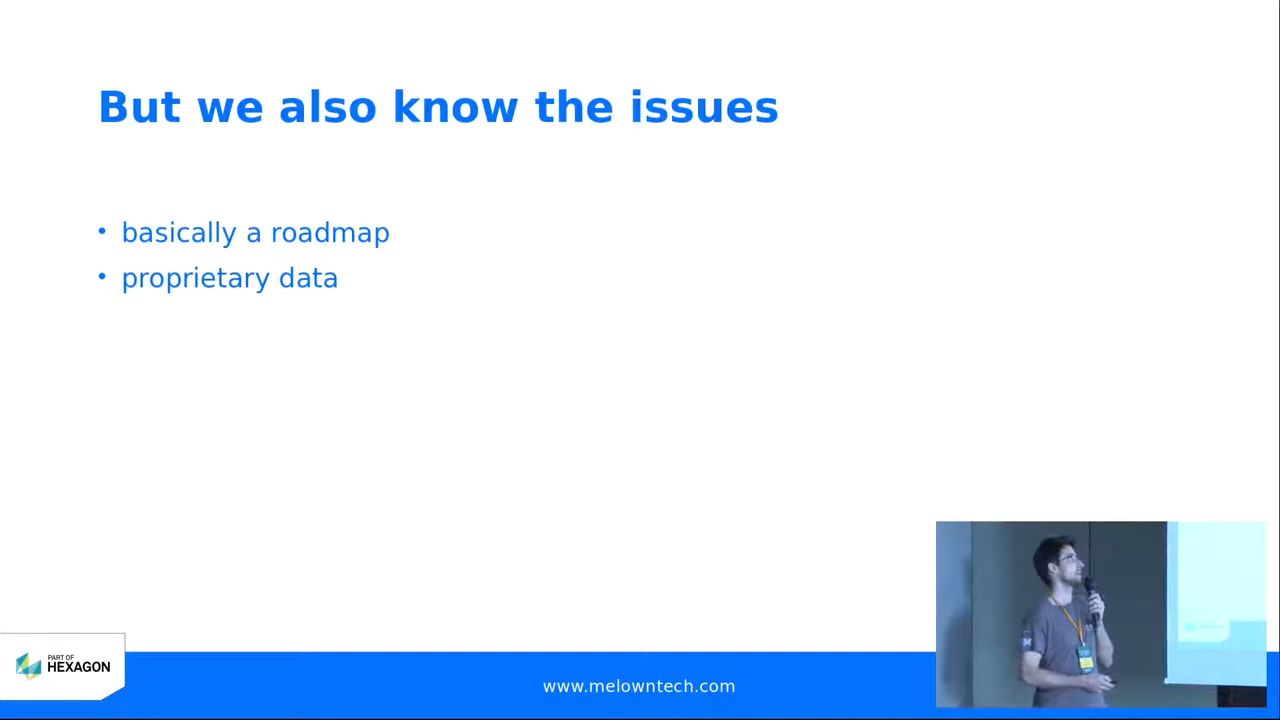 But we also know the issues
• basically a roadmap
• proprietary data
PART OF
HEXAGON
www.melowntech.com